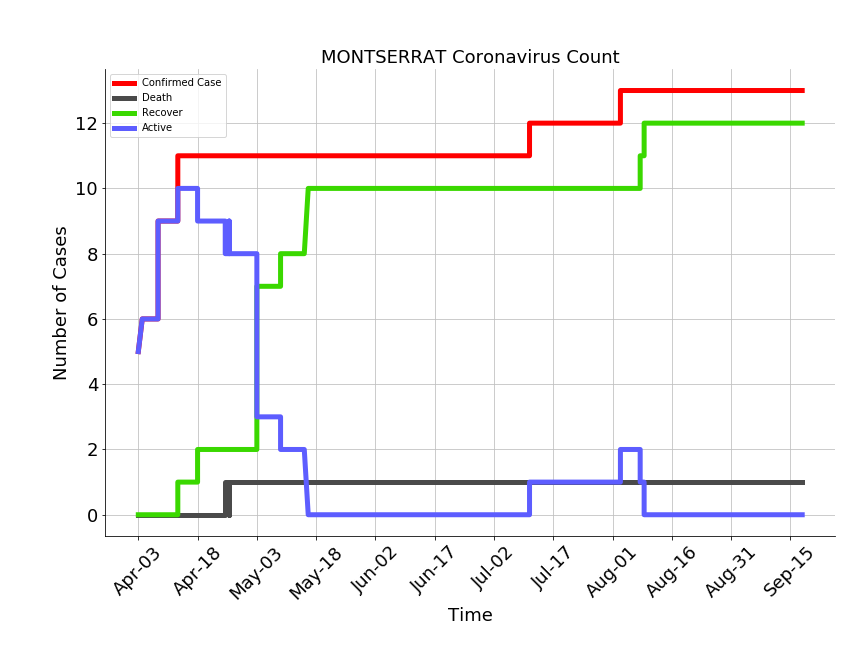 MONTSERRAT Coronavirus Count
Confirmed Case
Death
Recover
Active
Number of Cases
12
10
8
6
4
2
0
Apr-03
Apr-18
May-03
May-18
Jun-02
Jun-17
Jul-02
Jul-17
Aug-01
Aug-16
Aug-31
Sep-15
Time